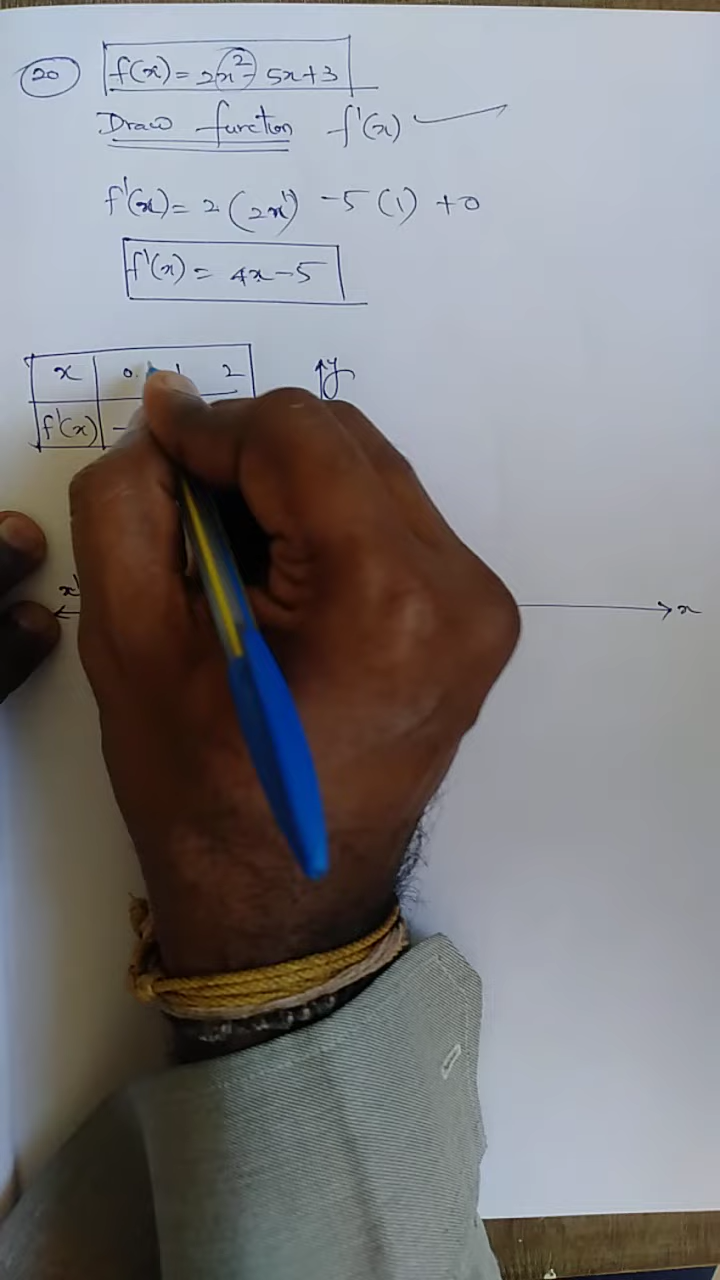 20 f(x) = 2x² - 5x + 3
Draw function f'(x)
f'(x) = 2 (2x¹) - 5 (1) + 0
f'(x) = 4x - 5
x 0 1 2 y
f'(x) -
x' x